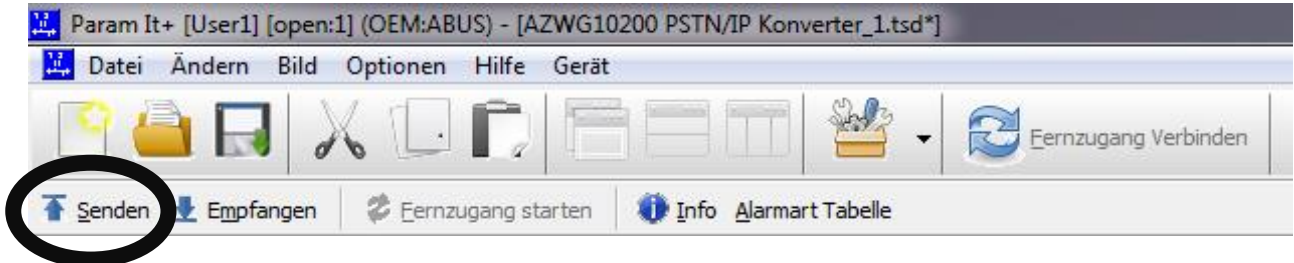 Param It+ [User1] [open:1] (OEM:ABUS) - [AZWG10200 PSTN/IP Konverter_1.tsd*]
Datei Ändern Bild Optionen Hilfe Gerät
Fernzugang Verbinden
Senden Empfangen Fernzugang starten Info Alarmart Tabelle